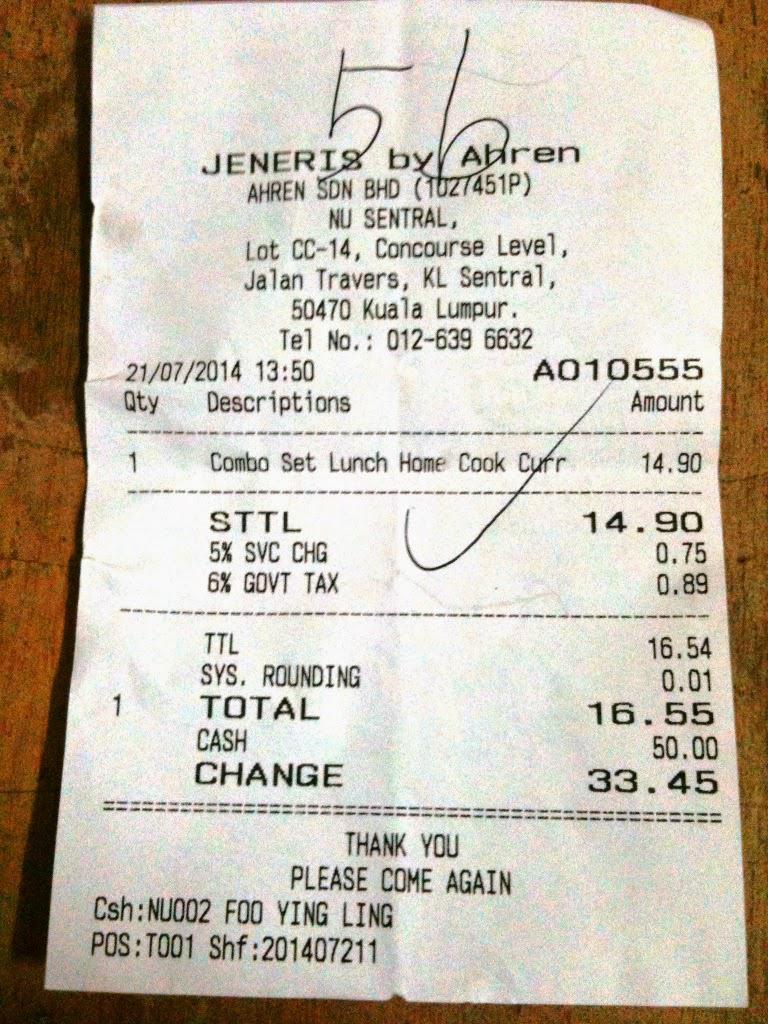 56
JENERIS by Ahren
AHREN SDN BHD (1027451P)
NU SENTRAL,
Lot CC-14, Concourse Level,
Jalan Travers, KL Sentral,
50470 Kuala Lumpur.
Tel No.: 012-639 6632
21/07/2014 13:50 A010555
Qty Descriptions Amount
1 Combo Set Lunch Home Cook Curr 14.90
STTL 14.90
5% SVC CHG 0.75
6% GOVT TAX 0.89
TTL 16.54
SYS. ROUNDING 0.01
1 TOTAL 16.55
CASH 50.00
CHANGE 33.45
THANK YOU
PLEASE COME AGAIN
Csh:NU002 FOO YING LING
POS:T001 Shf:201407211